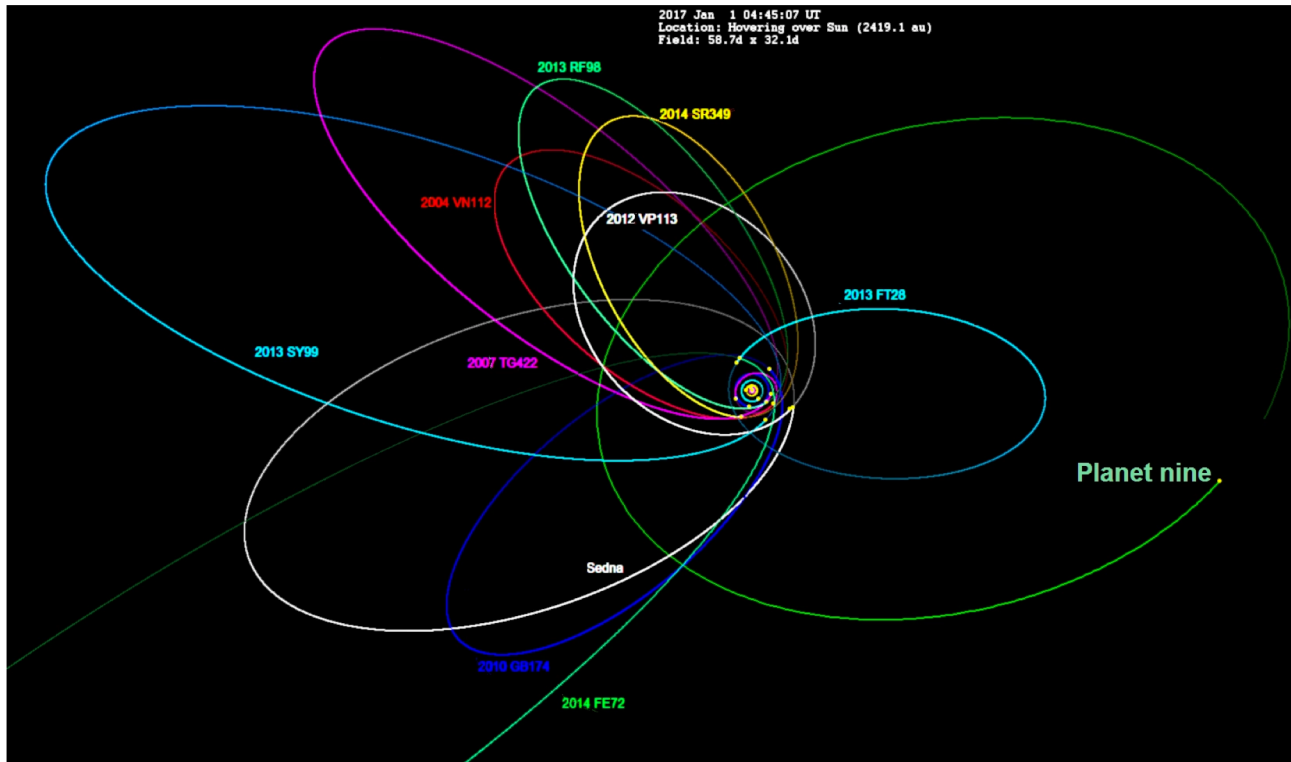 2017 Jan  1 04:45:07 UT
Location: Hovering over Sun (2419.1 au)
Field: 58.7d x 32.1d
2013 RF98
2014 SR349
2004 VN112
2012 VP113
2013 FT28
2013 SY99
2007 TG422
Planet nine
Sedna
2010 GB174
2014 FE72